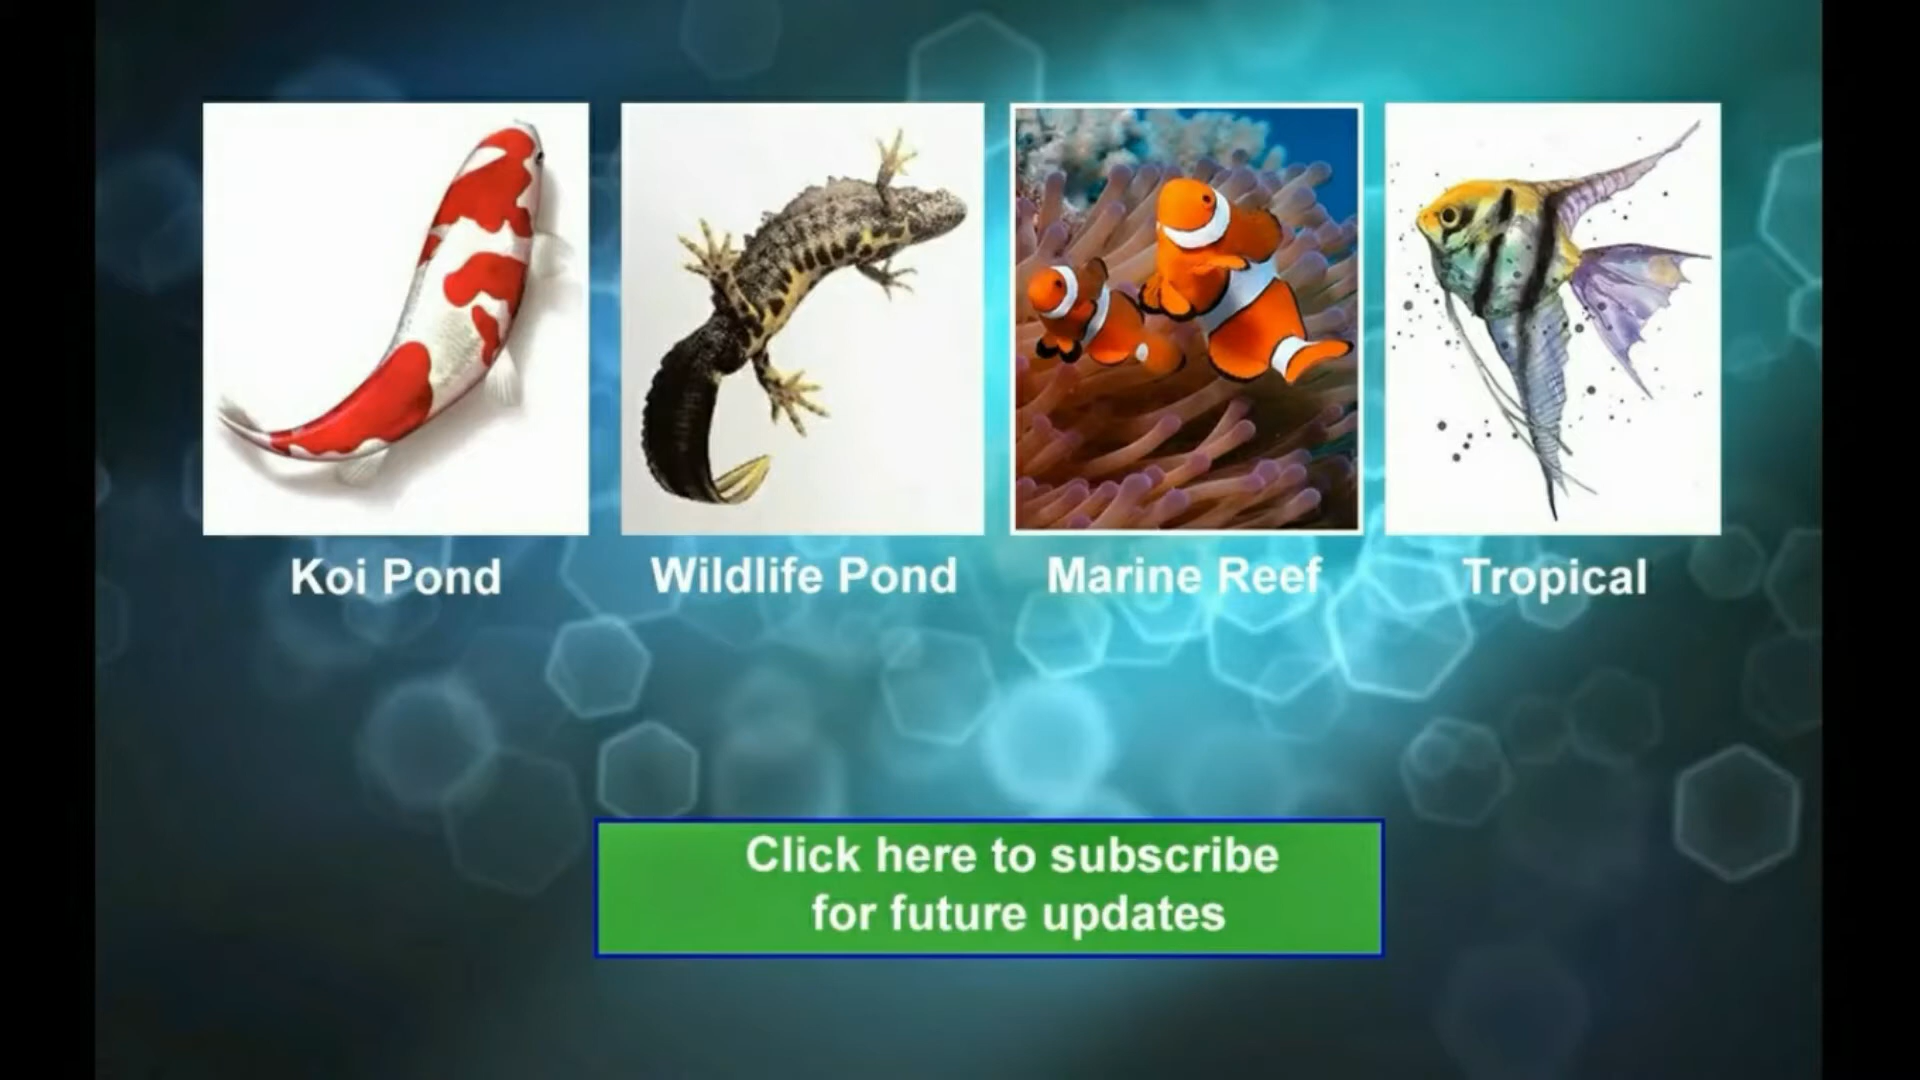 Koi Pond
Wildlife Pond
Marine Reef
Tropical
Click here to subscribe
for future updates